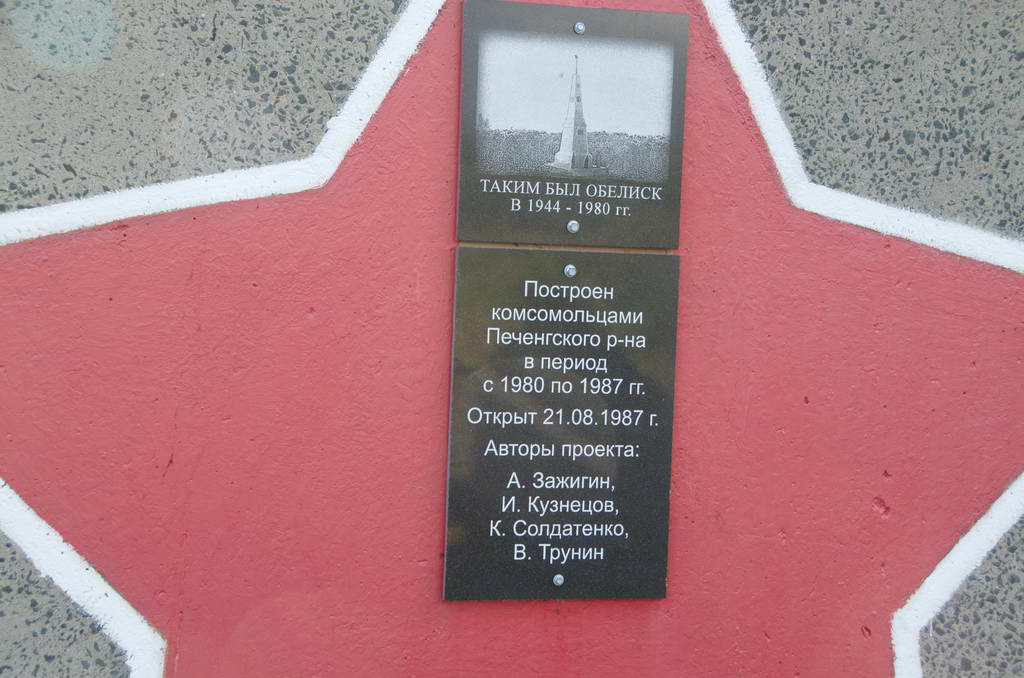 ТАКИМ БЫЛ ОБЕЛИСК
В 1944 - 1980 гг.
Построен
комсомольцами
Печенгского р-на
в период
с 1980 по 1987 гг.
Открыт 21.08.1987 г.
Авторы проекта:
А. Зажигин,
И. Кузнецов,
К. Солдатенко,
В. Трунин